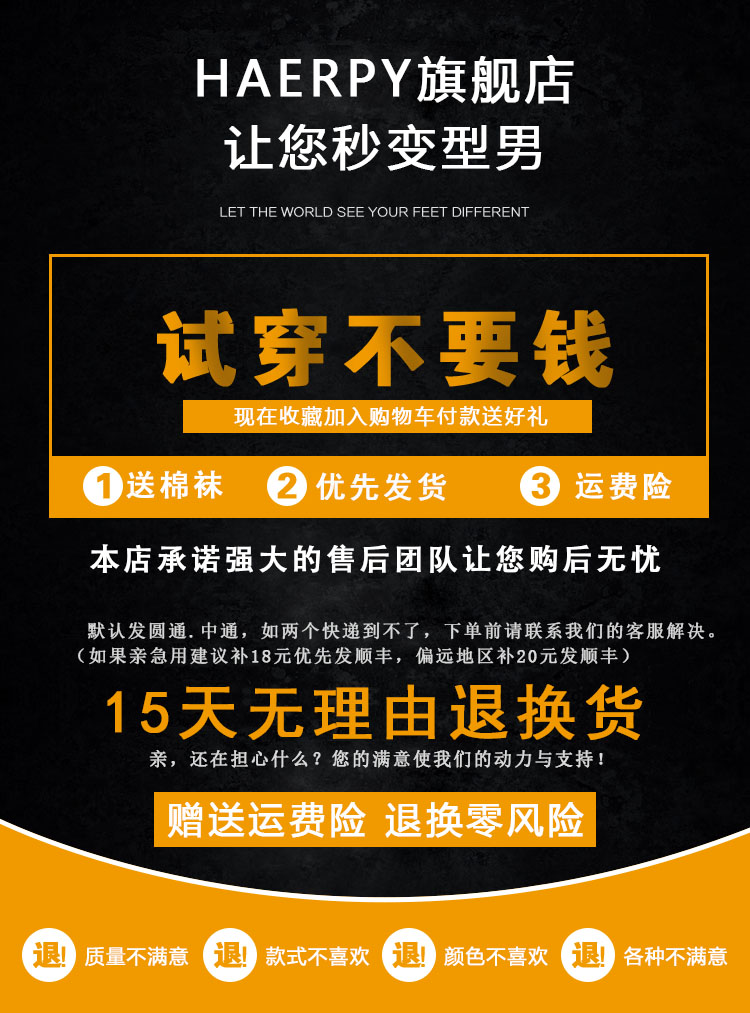 HAERPY旗舰店
让您秒变型男
LET THE WORLD SEE YOUR FEET DIFFERENT
试穿不要钱
现在收藏加入购物车付款送好礼
1送棉袜 2优先发货 3运费险
本店承诺强大的售后团队让您购后无忧
默认发圆通.中通，如两个快递到不了，下单前请联系我们的客服解决。
（如果亲急用建议补18元优先发顺丰，偏远地区补20元发顺丰）
15天无理由退换货
亲，还在担心什么？您的满意使我们的动力与支持！
赠送运费险 退换零风险
退! 质量不满意 退! 款式不喜欢 退! 颜色不喜欢 退! 各种不满意